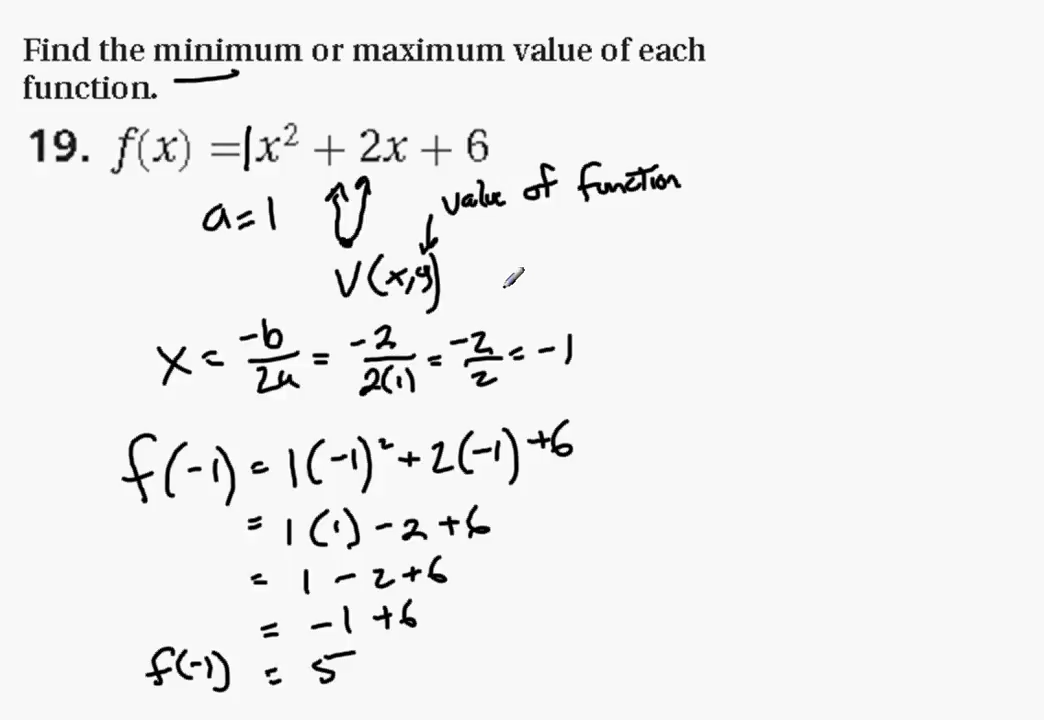 Find the minimum or maximum value of each
function.
19. f(x) = 1x² + 2x + 6
a = 1
value of function
V(x,y)
x = -b/2a = -2/2(1) = -2/2 = -1
f(-1) = 1(-1)² + 2(-1) + 6
= 1(1) - 2 + 6
= 1 - 2 + 6
= -1 + 6
f(-1) = 5